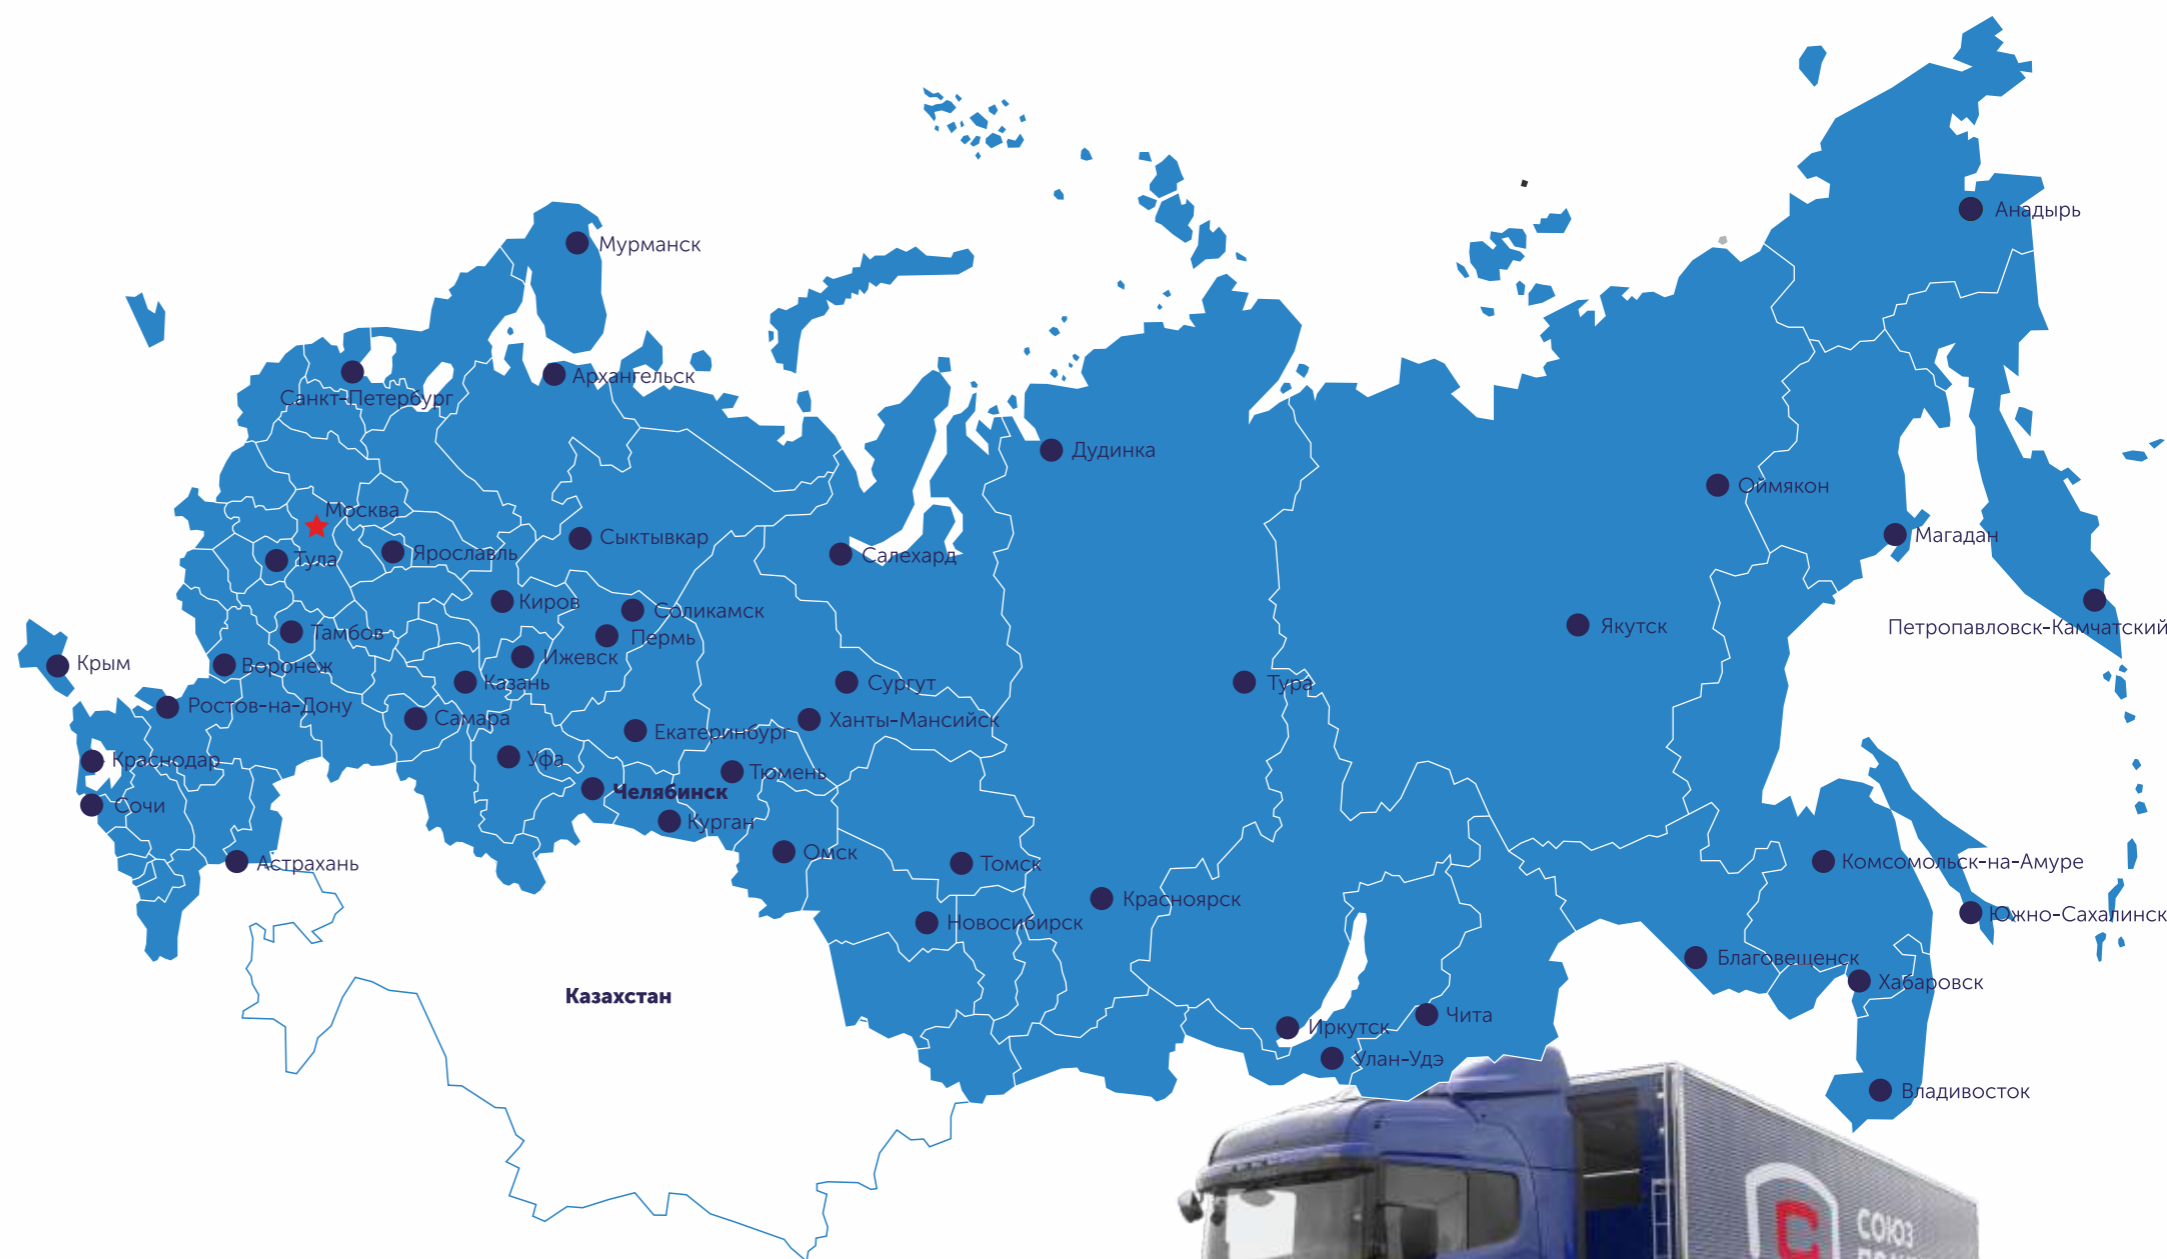 Анадырь
Мурманск
Архангельск
Санкт-Петербург
Дудинка
Оймякон
Москва
Магадан
Сыктывкар
Ярославль
Салехард
Тула
Киров
Соликамск
Якутск
Петропавловск-Камчатский
Тамбов
Пермь
Ижевск
Крым
Воронеж
Казань
Сургут
Тура
Ростов-на-Дону
Самара
Ханты-Мансийск
Екатеринбург
Краснодар
Уфа
Тюмень
Челябинск
Сочи
Курган
Омск
Астрахань
Томск
Комсомольск-на-Амуре
Красноярск
Новосибирск
Южно-Сахалинск
Благовещенск
Хабаровск
Казахстан
Чита
Иркутск
Улан-Удэ
Владивосток
С
СОЮЗ